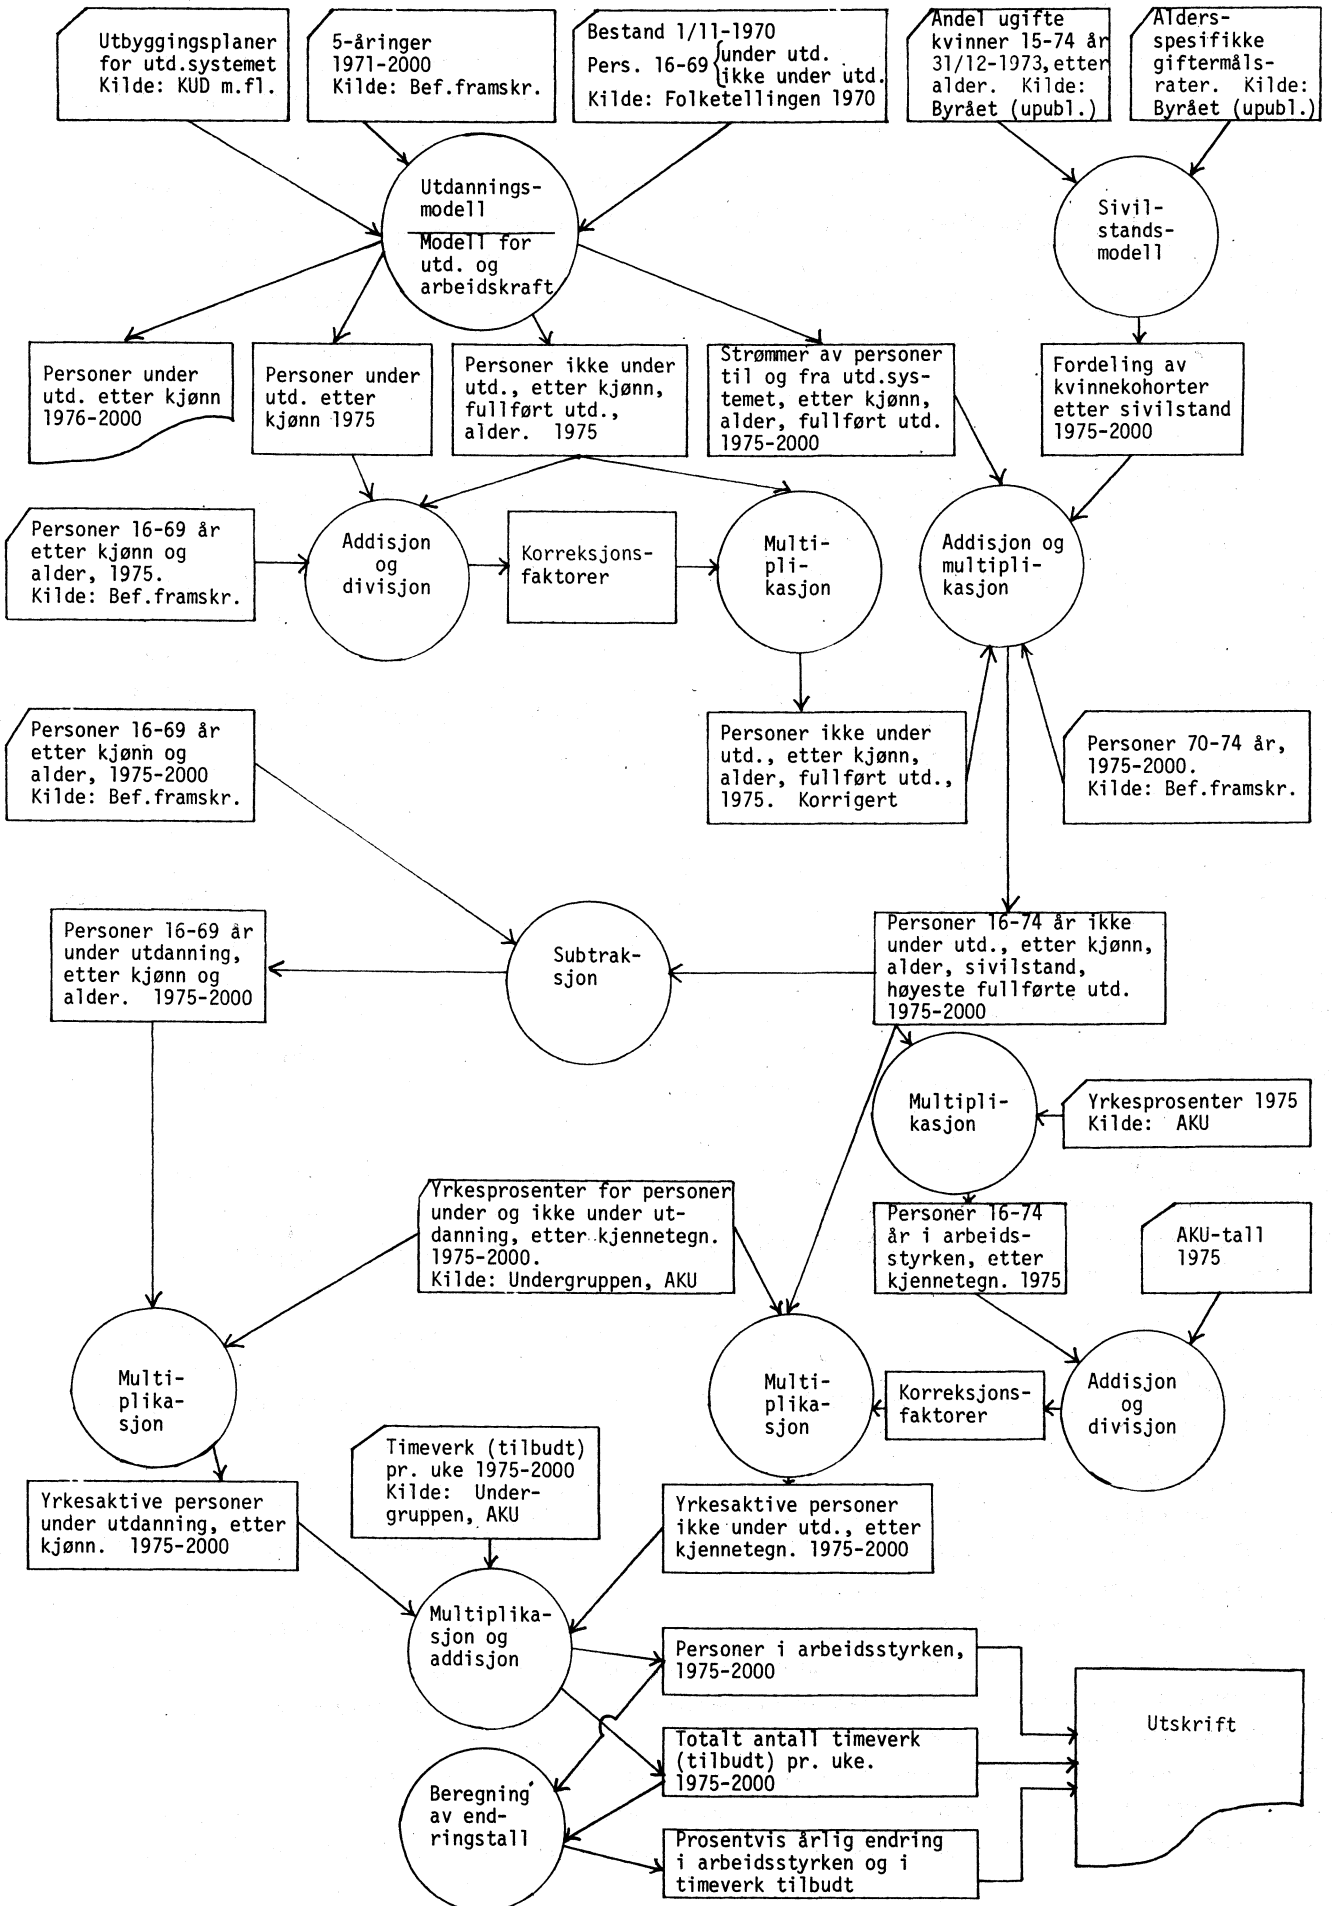 Utbyggingsplaner
for utd.systemet
Kilde: KUD m.fl.
5-åringer
1971-2000
Kilde: Bef.framskr.
Bestand 1/11-1970
Pers. 16-69 {under utd.
ikke under utd.
Kilde: Folketellingen 1970
Andel ugifte
kvinner 15-74 år
31/12-1973, etter
alder. Kilde:
Byrået (upubl.)
Alders-
spesifikke
giftermåls-
rater. Kilde:
Byrået (upubl.)
Utdannings-
modell
Modell for
utd. og
arbeidskraft
Sivil-
stands-
modell
Personer under
utd. etter kjønn
1976-2000
Personer under
utd. etter
kjønn 1975
Personer ikke under
utd., etter kjønn,
fullført utd.,
alder. 1975
Strømmer av personer
til og fra utd.sys-
temet, etter kjønn,
alder, fullført utd.
1975-2000
Fordeling av
kvinnekohorter
etter sivilstand
1975-2000
Personer 16-69 år
etter kjønn og
alder, 1975.
Kilde: Bef.framskr.
Addisjon
og
divisjon
Korreksjons-
faktorer
Multi-
pli-
kasjon
Addisjon og
multipli-
kasjon
Personer 16-69 år
etter kjønn og
alder, 1975-2000
Kilde: Bef.framskr.
Personer ikke under
utd., etter kjønn,
alder, fullført utd.,
1975. Korrigert
Personer 70-74 år,
1975-2000.
Kilde: Bef.framskr.
Personer 16-69 år
under utdanning,
etter kjønn og
alder. 1975-2000
Subtrak-
sjon
Personer 16-74 år ikke
under utd., etter kjønn,
alder, sivilstand,
høyeste fullførte utd.
1975-2000
Multipli-
kasjon
Yrkesprosenter 1975
Kilde: AKU
Yrkesprosenter for personer
under og ikke under ut-
danning, etter kjennetegn.
1975-2000.
Kilde: Undergruppen, AKU
Personer 16-74
år i arbeids-
styrken, etter
kjennetegn. 1975
AKU-tall
1975
Multi-
plika-
sjon
Multi-
plika-
sjon
Korreksjons-
faktorer
Addisjon
og
divisjon
Timeverk (tilbudt)
pr. uke 1975-2000
Kilde: Under-
gruppen, AKU
Yrkesaktive personer
under utdanning, etter
kjønn. 1975-2000
Yrkesaktive personer
ikke under utd., etter
kjennetegn. 1975-2000
Multiplika-
sjon og
addisjon
Personer i arbeidsstyrken,
1975-2000
Utskrift
Totalt antall timeverk
(tilbudt) pr. uke.
1975-2000
Beregning
av end-
ringstall
Prosentvis årlig endring
i arbeidsstyrken og i
timeverk tilbudt